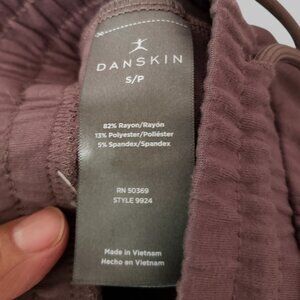 DANSKIN
S/P
82% Rayon/Rayón
13% Polyester/Poliéster
5% Spandex/Spandex
RN 50369
STYLE 9924
Made in Vietnam
Hecho en Vietnam